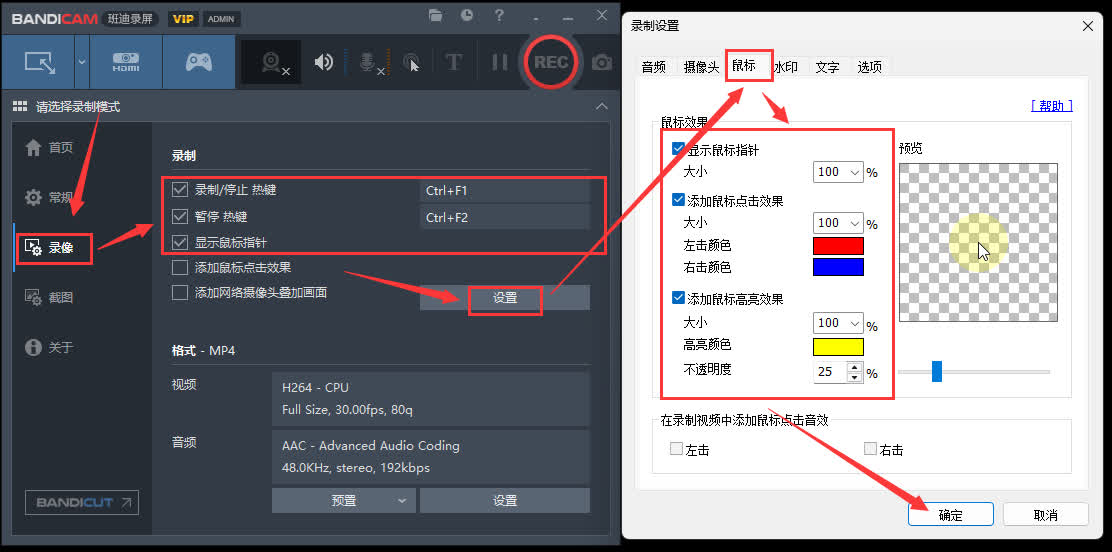 BANDICAM 班迪录屏 VIP ADMIN
HDMI
T
REC
请选择录制模式
首页
常规
录像
截图
关于
BANDICUT
录制
录制/停止 热键 Ctrl+F1
暂停 热键 Ctrl+F2
显示鼠标指针
添加鼠标点击效果
添加网络摄像头叠加画面
设置
格式 - MP4
视频
H264 - CPU
Full Size, 30.00fps, 80q
音频
AAC - Advanced Audio Coding
48.0KHz, stereo, 192kbps
预置
设置
录制设置
音频 摄像头 鼠标 水印 文字 选项
[ 帮助 ]
鼠标效果
显示鼠标指针
大小 100 %
添加鼠标点击效果
大小 100 %
左击颜色
右击颜色
添加鼠标高亮效果
大小 100 %
高亮颜色
不透明度 25 %
预览
在录制视频中添加鼠标点击音效
左击 右击
确定 取消